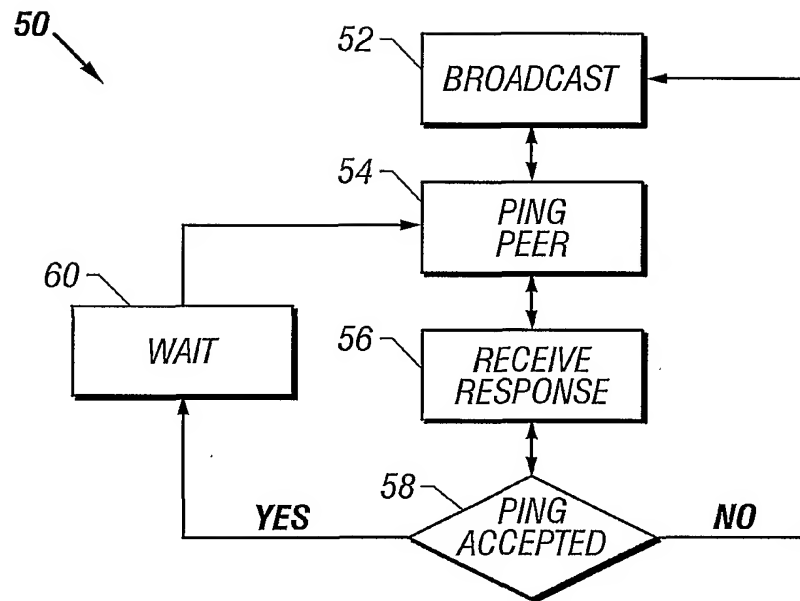 50
52
BROADCAST
54
PING
PEER
60
WAIT
56
RECEIVE
RESPONSE
58
PING
ACCEPTED
YES
NO